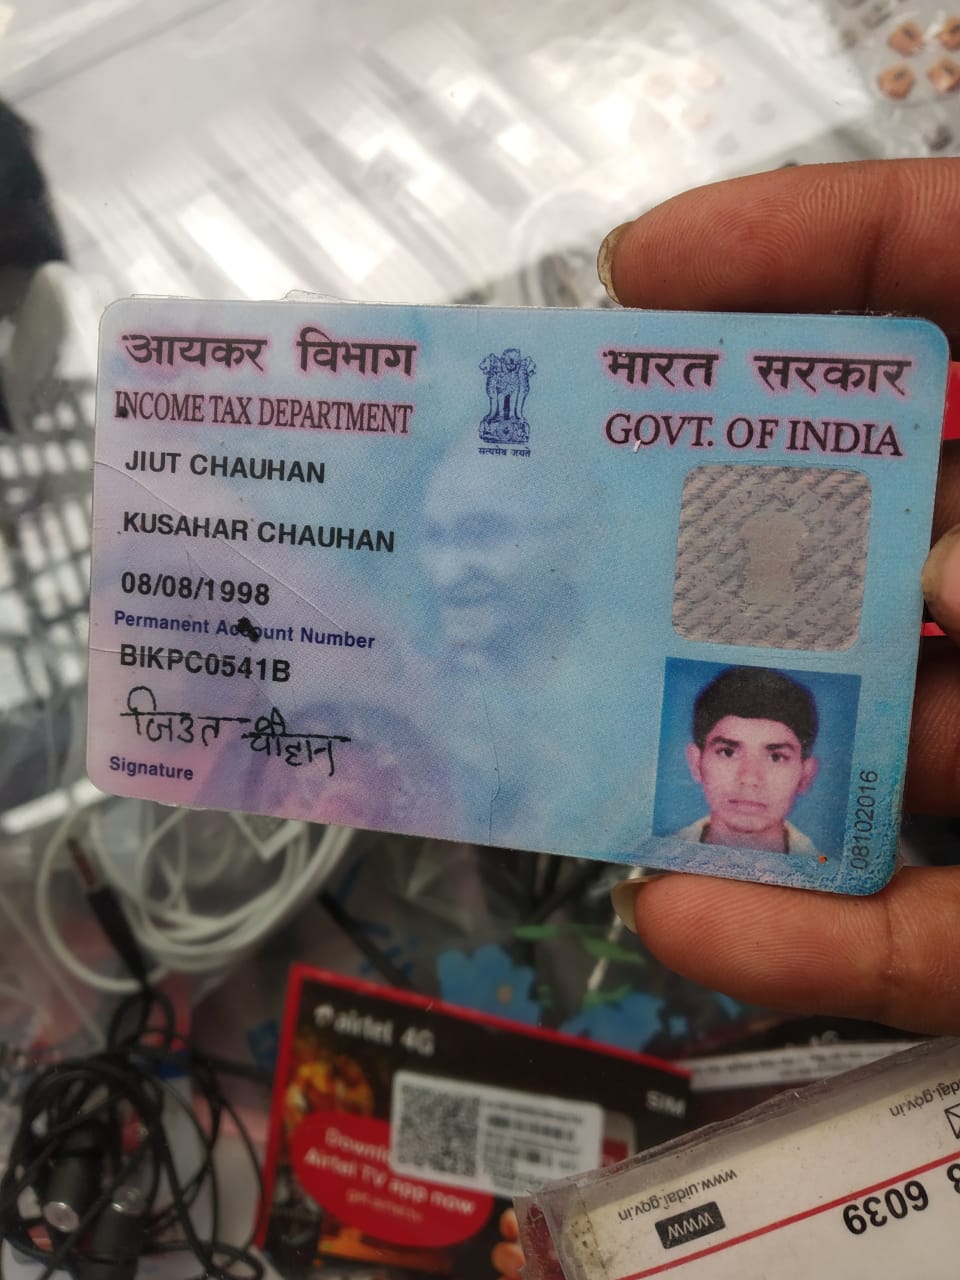 आयकर विभाग
INCOME TAX DEPARTMENT
भारत सरकार
GOVT. OF INDIA
सत्यमेव जयते
JIUT CHAUHAN
KUSAHAR CHAUHAN
08/08/1998
Permanent Account Number
BIKPC0541B
जिउत चौहान
Signature
08102016
airtel 4G
SIM
Downl
Airtel TV app now
www
www.uidai.gov.in
uidai.gov.in
6039